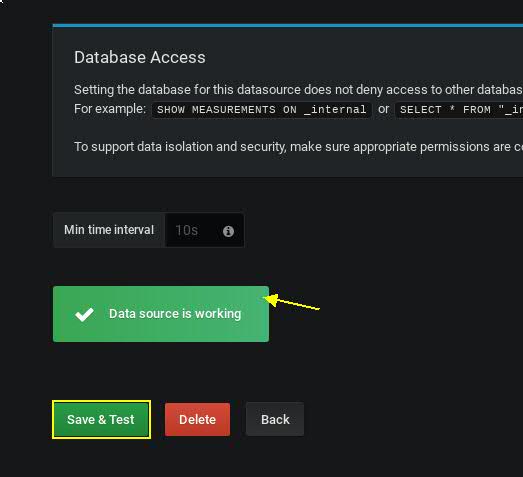 Database Access
Setting the database for this datasource does not deny access to other
For example: SHOW MEASUREMENTS ON _internal or SELECT * FROM
To support data isolation and security, make sure appropriate permissions are
Min time interval 10s
Data source is working
Save & Test Delete Back